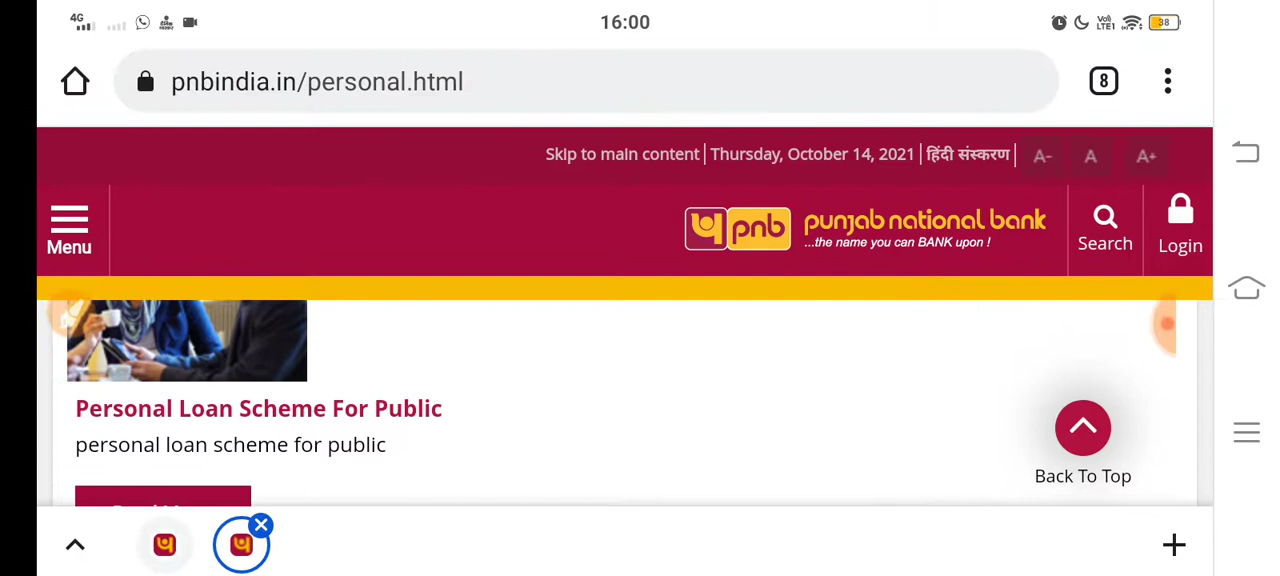 4G
16:00
VoI)
LTE1
38
pnbindia.in/personal.html
8
Skip to main content | Thursday, October 14, 2021 | हिंदी संस्करण | A- A A+
Menu
पी pnb punjab national bank
...the name you can BANK upon !
Search
Login
Personal Loan Scheme For Public
personal loan scheme for public
Back To Top